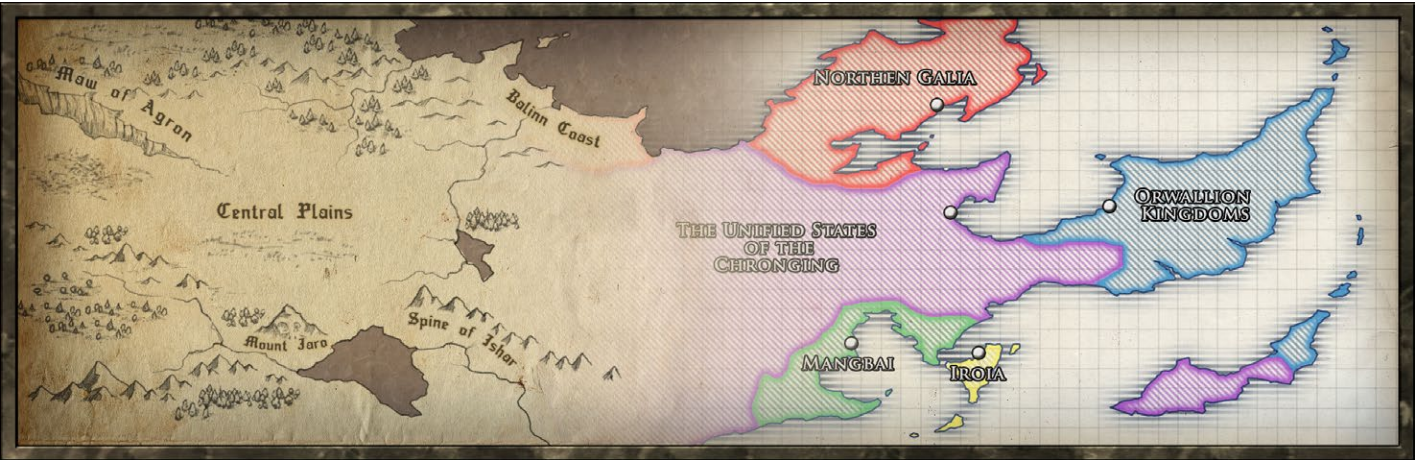 Maw of Agron
Balinn Coast
Northen Galia
Central Plains
The Unified States
of the
Chronging
Orwallion
Kingdoms
Mount Jaro
Spine of Ishar
Mangbai
Iroia